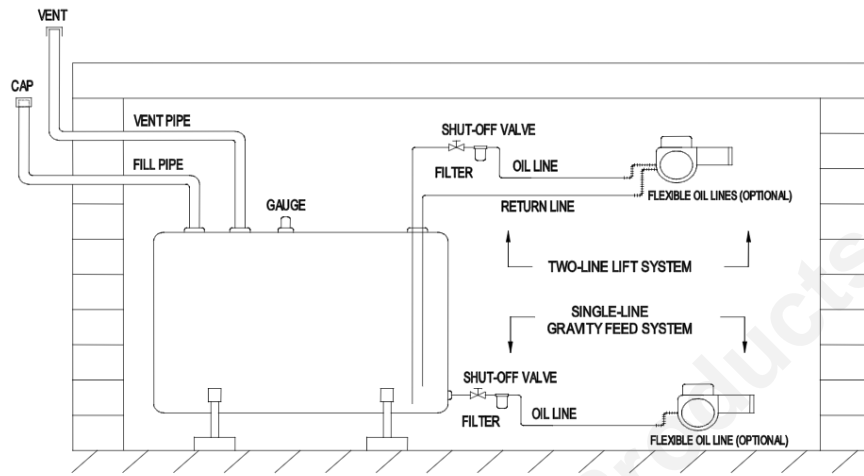 VENT
CAP
VENT PIPE
FILL PIPE
GAUGE
SHUT-OFF VALVE
FILTER
OIL LINE
RETURN LINE
FLEXIBLE OIL LINES (OPTIONAL)
TWO-LINE LIFT SYSTEM
SINGLE-LINE
GRAVITY FEED SYSTEM
SHUT-OFF VALVE
FILTER
OIL LINE
FLEXIBLE OIL LINE (OPTIONAL)
Products